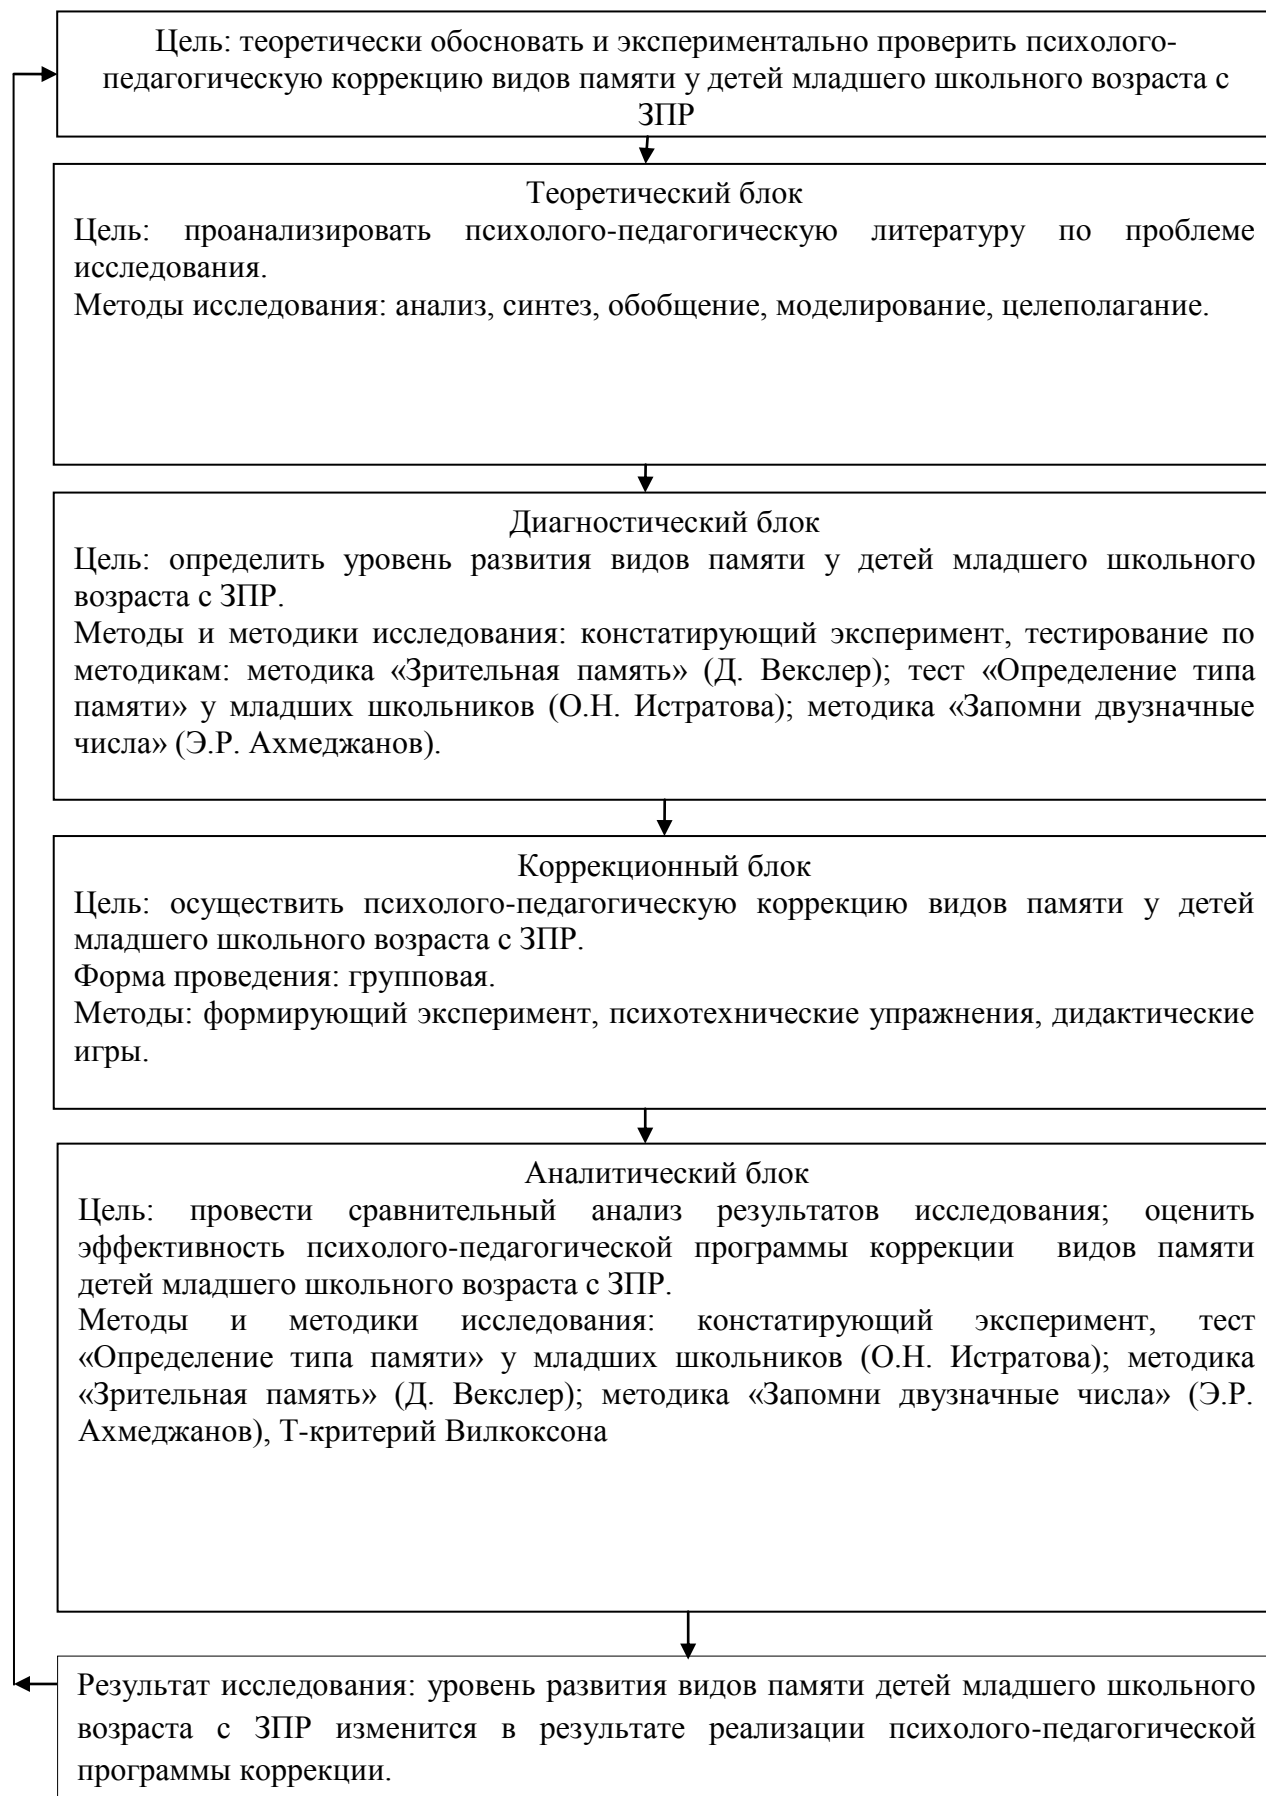 Цель: теоретически обосновать и экспериментально проверить психолого-
педагогическую коррекцию видов памяти у детей младшего школьного возраста с
ЗПР
Теоретический блок
Цель: проанализировать психолого-педагогическую литературу по проблеме
исследования.
Методы исследования: анализ, синтез, обобщение, моделирование, целеполагание.
Диагностический блок
Цель: определить уровень развития видов памяти у детей младшего школьного
возраста с ЗПР.
Методы и методики исследования: констатирующий эксперимент, тестирование по
методикам: методика «Зрительная память» (Д. Векслер); тест «Определение типа
памяти» у младших школьников (О.Н. Истратова); методика «Запомни двузначные
числа» (Э.Р. Ахмеджанов).
Коррекционный блок
Цель: осуществить психолого-педагогическую коррекцию видов памяти у детей
младшего школьного возраста с ЗПР.
Форма проведения: групповая.
Методы: формирующий эксперимент, психотехнические упражнения, дидактические
игры.
Аналитический блок
Цель: провести сравнительный анализ результатов исследования; оценить
эффективность психолого-педагогической программы коррекции видов памяти
детей младшего школьного возраста с ЗПР.
Методы и методики исследования: констатирующий эксперимент, тест
«Определение типа памяти» у младших школьников (О.Н. Истратова); методика
«Зрительная память» (Д. Векслер); методика «Запомни двузначные числа» (Э.Р.
Ахмеджанов), Т-критерий Вилкоксона
Результат исследования: уровень развития видов памяти детей младшего школьного
возраста с ЗПР изменится в результате реализации психолого-педагогической
программы коррекции.